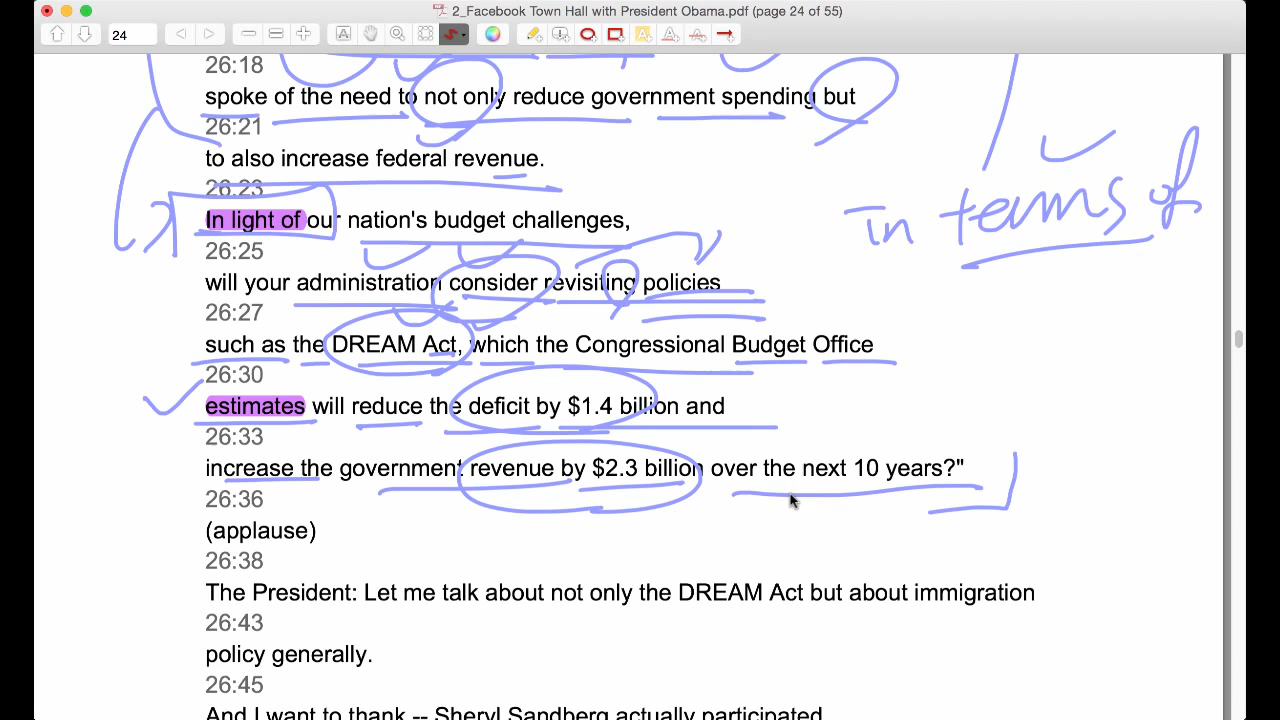 2_Facebook Town Hall with President Obama.pdf (page 24 of 55)
24
26:18
spoke of the need to not only reduce government spending but
26:21
to also increase federal revenue.
26:23
In light of our nation's budget challenges,
in terms of
26:25
will your administration consider revisiting policies
26:27
such as the DREAM Act, which the Congressional Budget Office
26:30
estimates will reduce the deficit by $1.4 billion and
26:33
increase the government revenue by $2.3 billion over the next 10 years?"
26:36
(applause)
26:38
The President: Let me talk about not only the DREAM Act but about immigration
26:43
policy generally.
26:45
And I want to thank -- Sheryl Sandberg actually participated